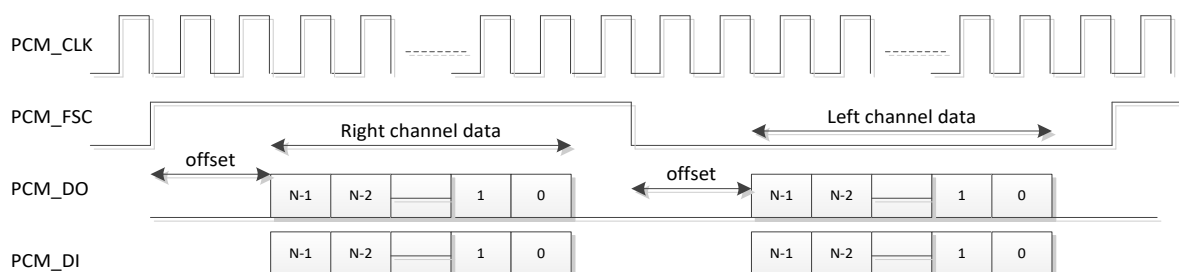 PCM_CLK
PCM_FSC
Right channel data
Left channel data
offset
offset
PCM_DO
N-1 N-2 1 0 N-1 N-2 1 0
PCM_DI
N-1 N-2 1 0 N-1 N-2 1 0